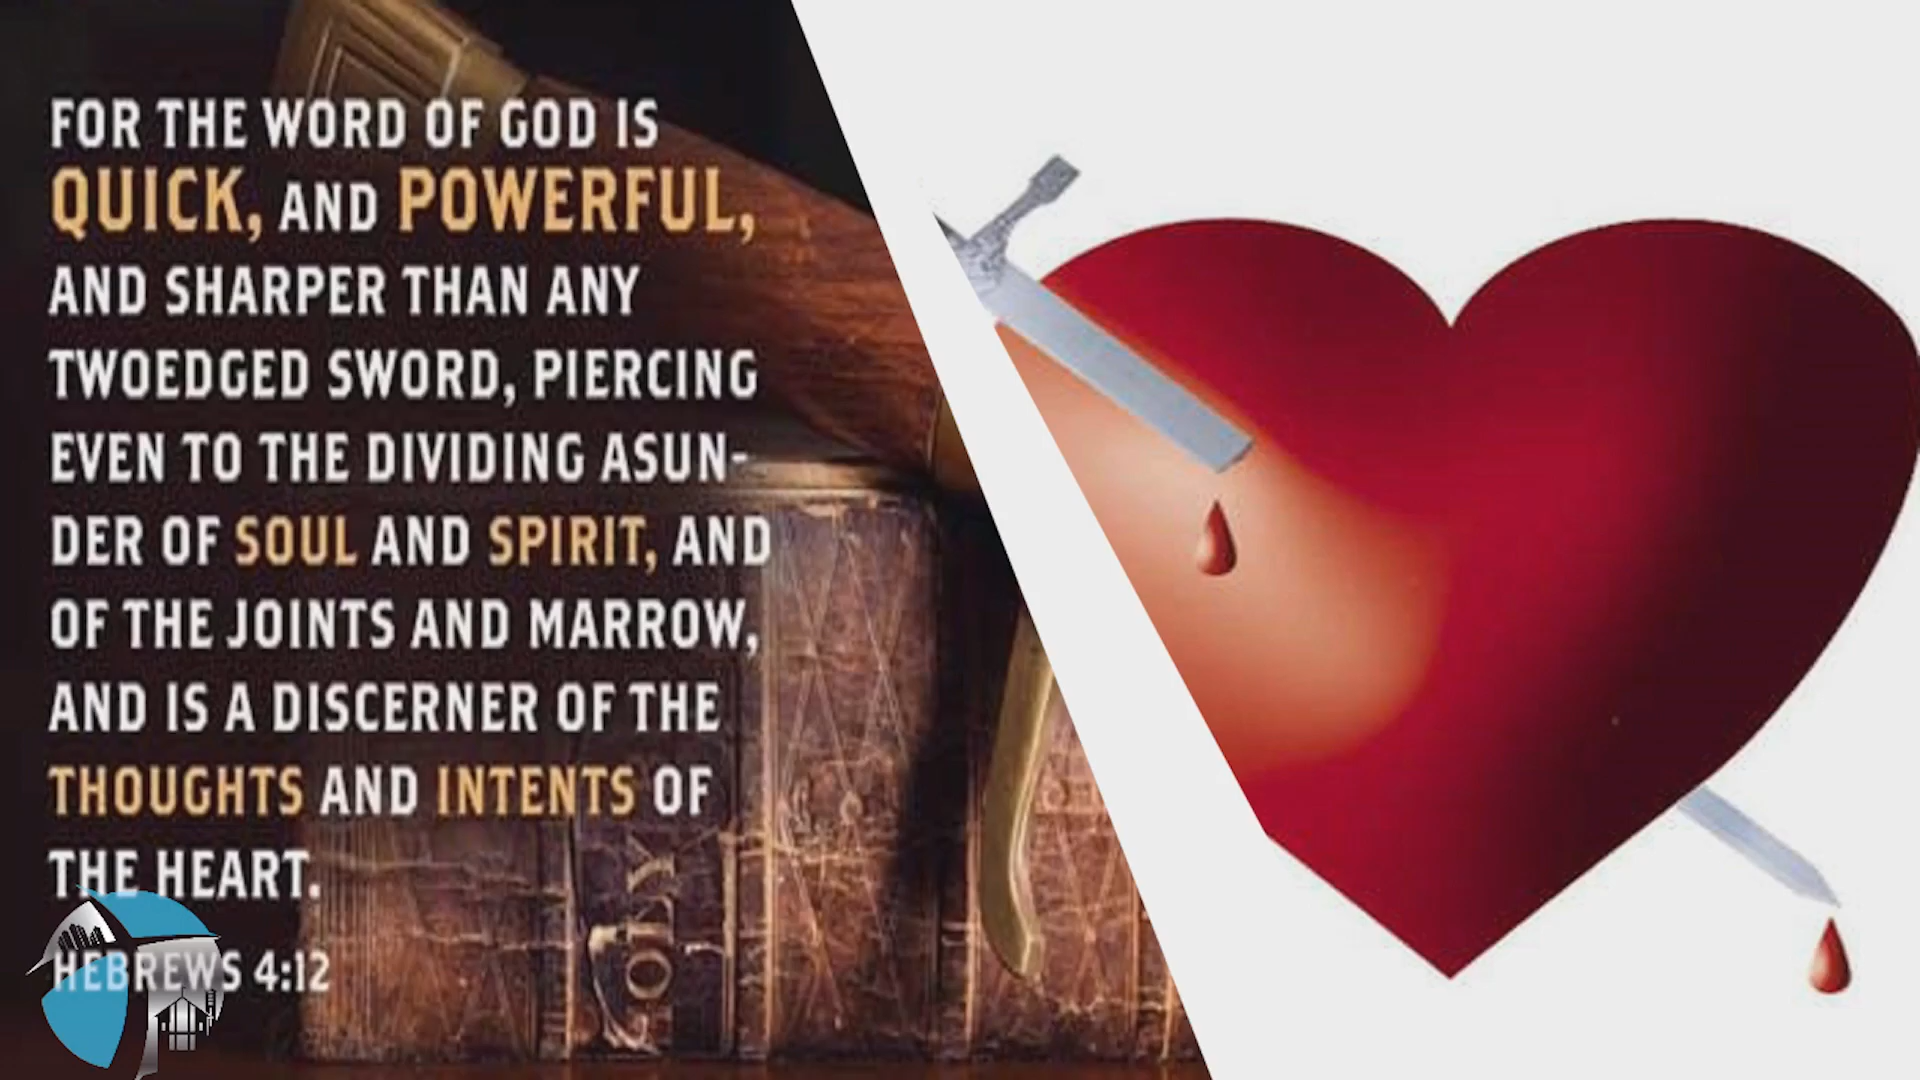 FOR THE WORD OF GOD IS
QUICK, AND POWERFUL,
AND SHARPER THAN ANY
TWOEDGED SWORD, PIERCING
EVEN TO THE DIVIDING ASUN-
DER OF SOUL AND SPIRIT, AND
OF THE JOINTS AND MARROW,
AND IS A DISCERNER OF THE
THOUGHTS AND INTENTS OF
THE HEART.
HEBREWS 4:12
HOLY